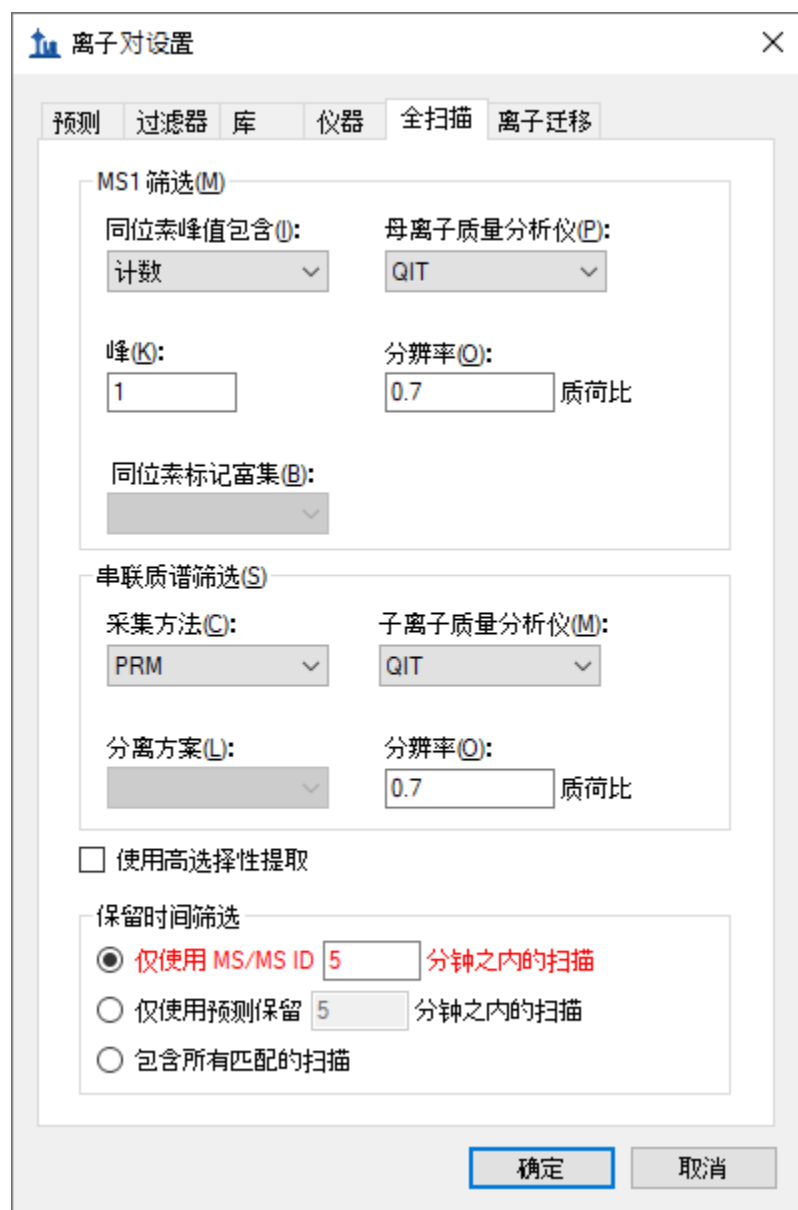 离子对设置
预测 过滤器 库 仪器 全扫描 离子迁移
MS1 筛选(M)
同位素峰值包含(I): 母离子质量分析仪(P):
计数 QIT
峰(K): 分辨率(O):
1 0.7 质荷比
同位素标记富集(B):
串联质谱筛选(S)
采集方法(C): 子离子质量分析仪(M):
PRM QIT
分离方案(L): 分辨率(O):
0.7 质荷比
使用高选择性提取
保留时间筛选
仅使用 MS/MS ID 5 分钟之内的扫描
仅使用预测保留 5 分钟之内的扫描
包含所有匹配的扫描
确定 取消